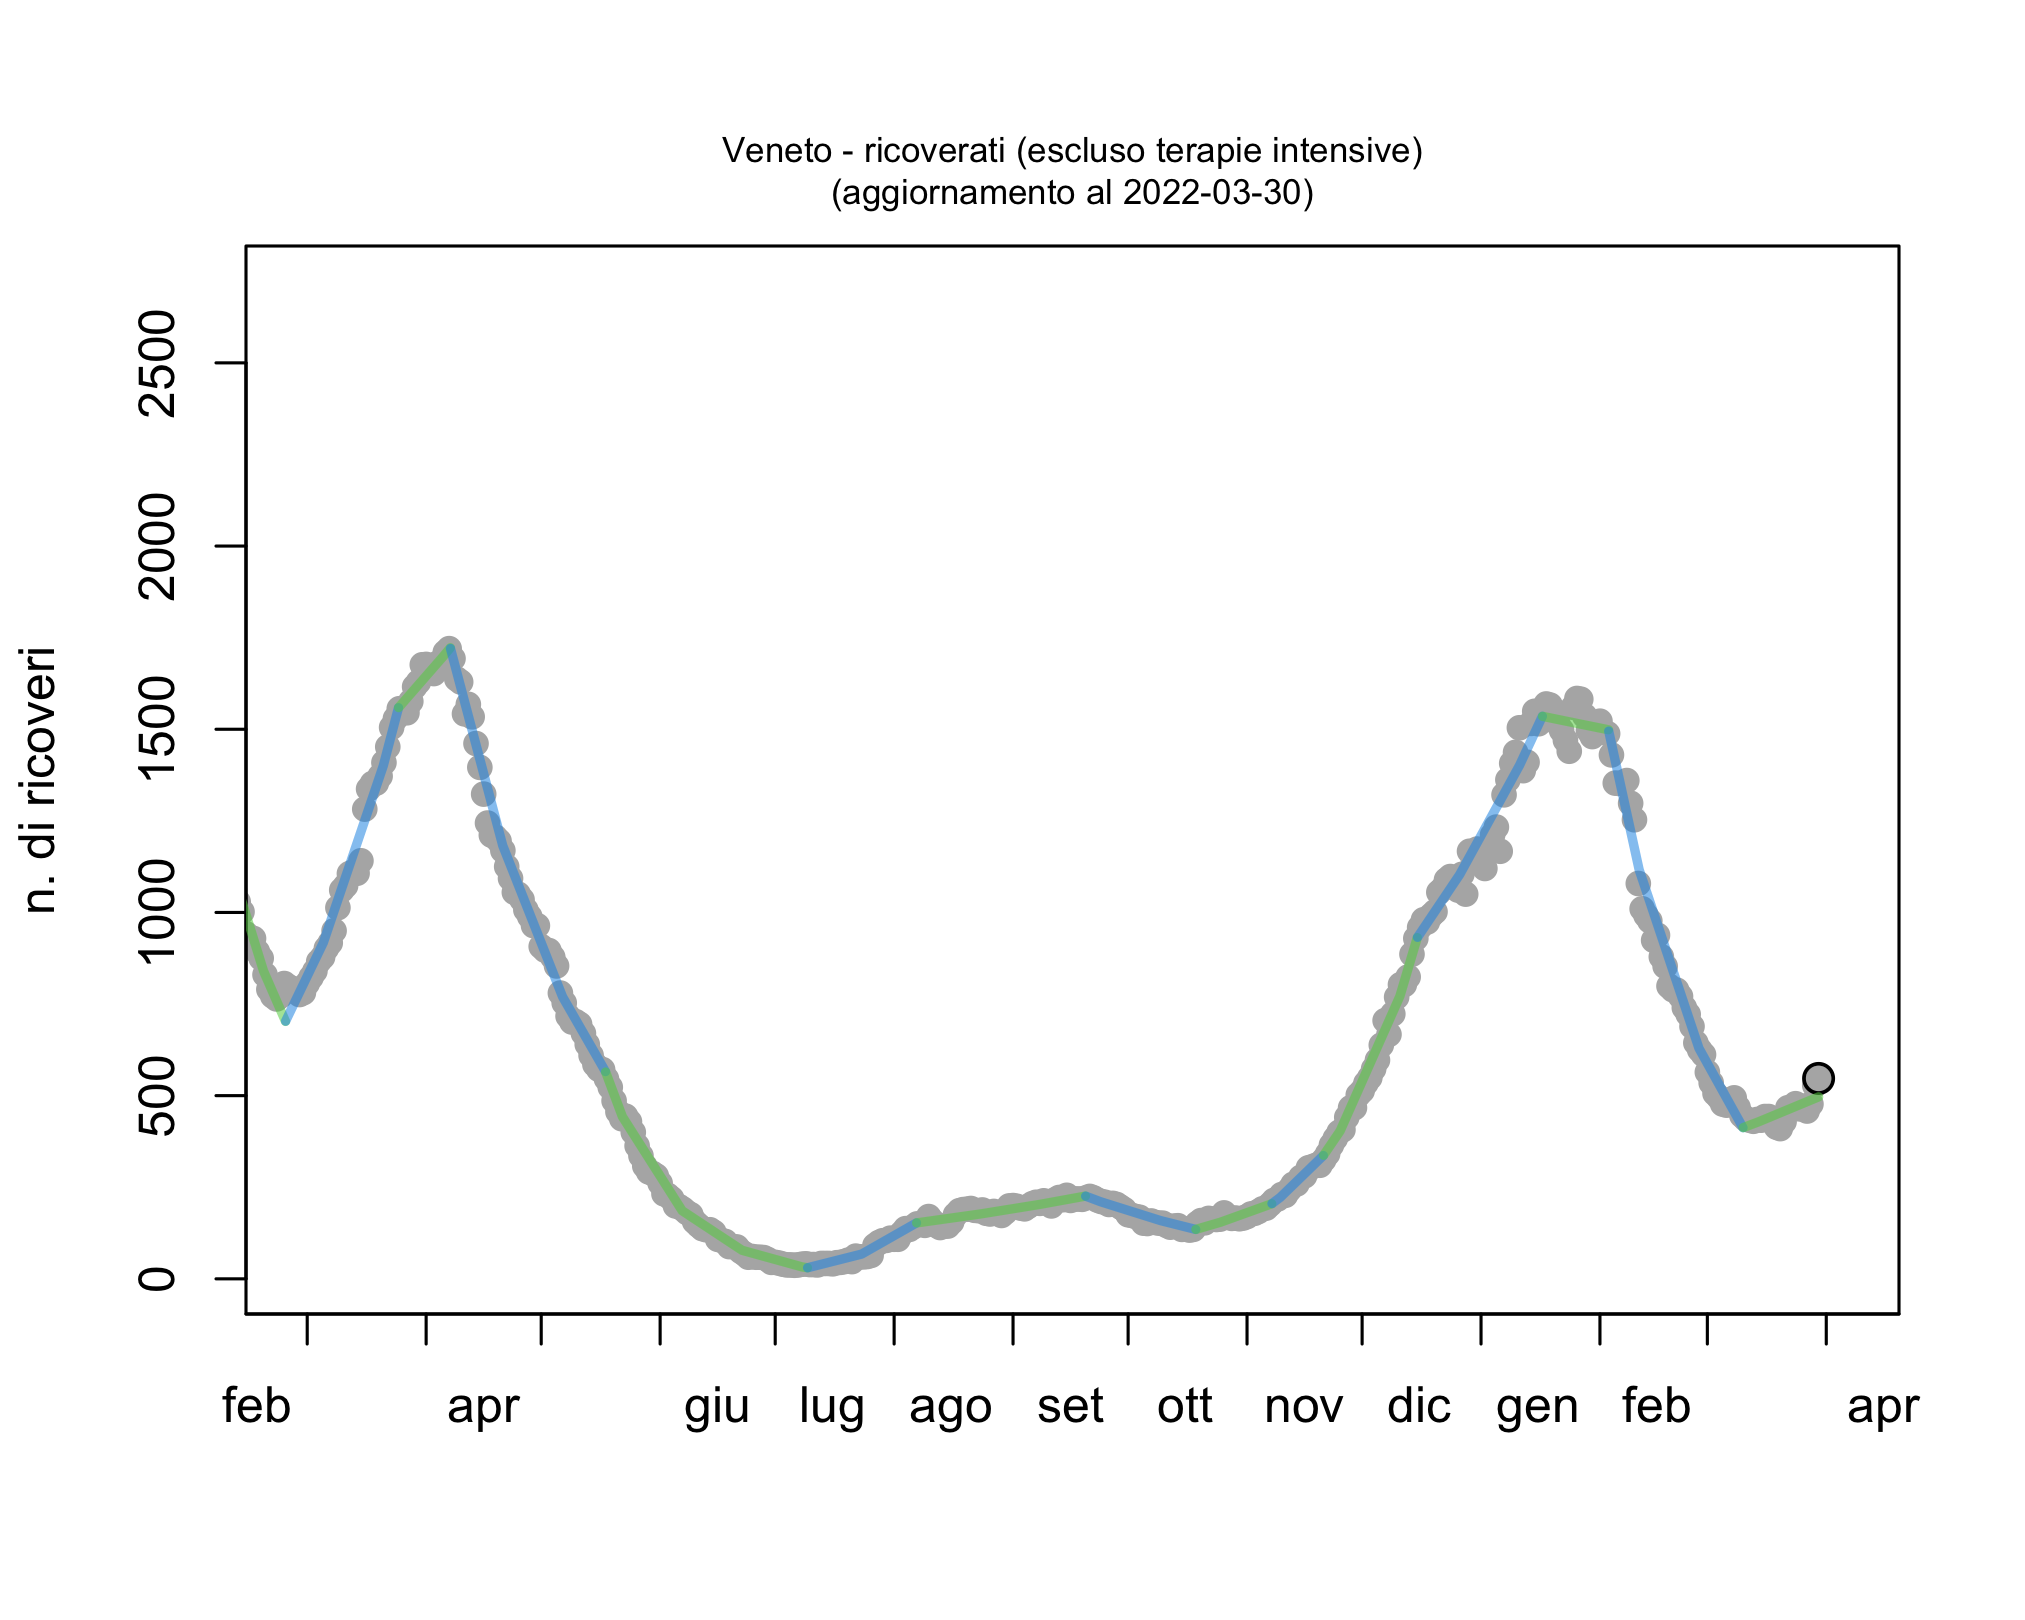 Veneto - ricoverati (escluso terapie intensive)
(aggiornamento al 2022-03-30)
n. di ricoveri
2500
2000
1500
1000
500
0
feb apr giu lug ago set ott nov dic gen feb apr